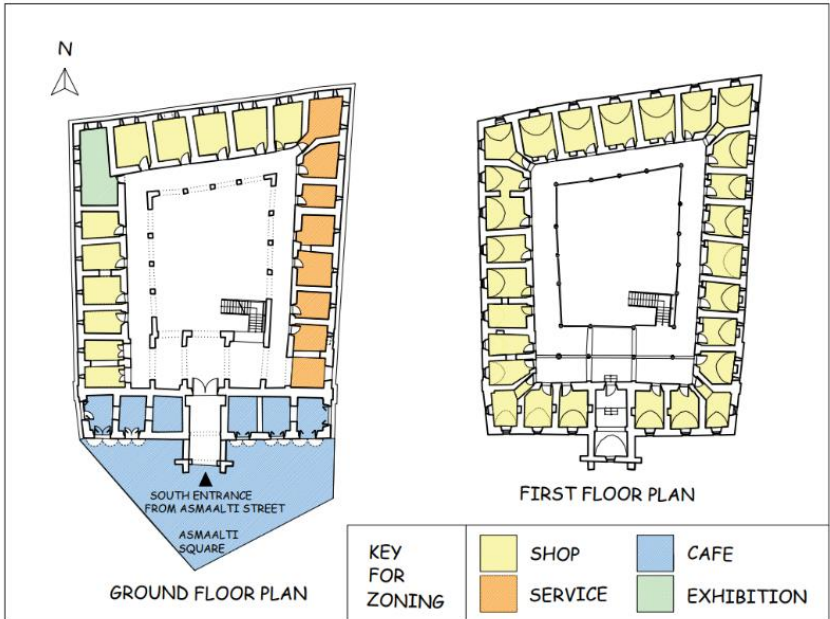 N
SOUTH ENTRANCE
FROM ASMAALTI STREET
ASMAALTI
SQUARE
GROUND FLOOR PLAN
FIRST FLOOR PLAN
KEY
FOR
ZONING
SHOP
SERVICE
CAFE
EXHIBITION